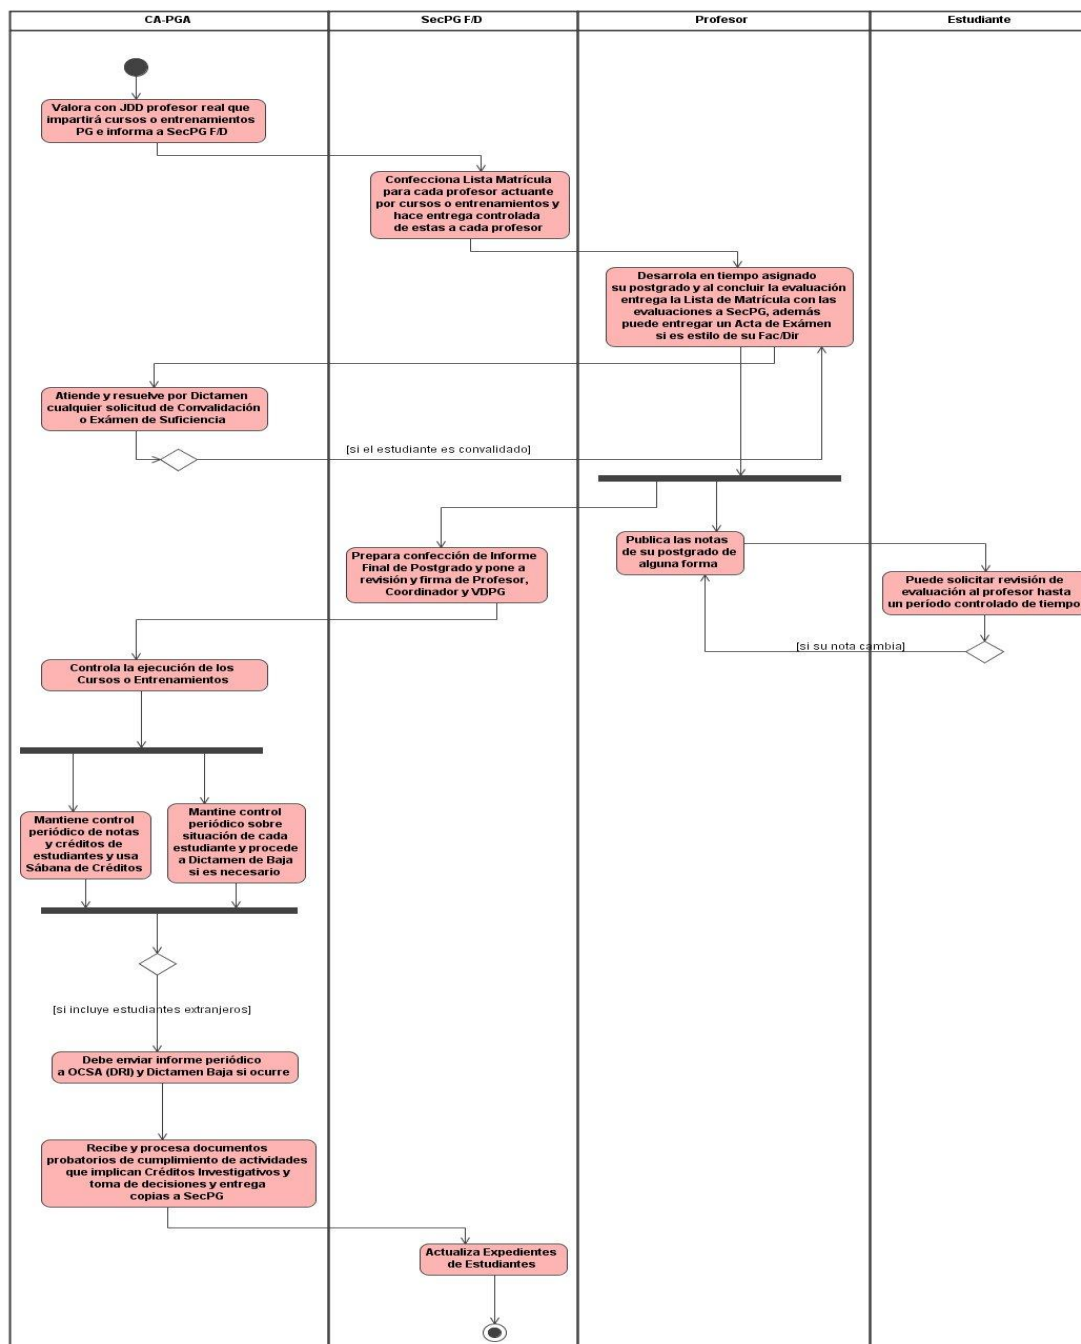 CA-PGA
SecPG F/D
Profesor
Estudiante
Valora con JDD profesor real que
impartirá cursos o entrenamientos
PG e informa a SecPG F/D
Confecciona Lista Matrícula
para cada profesor actuante
por cursos o entrenamientos y
hace entrega controlada
de estas a cada profesor
Desarrola en tiempo asignado
su postgrado y al concluir la evaluación
entrega la Lista de Matrícula con las
evaluaciones a SecPG, además
puede entregar un Acta de Exámen
si es estilo de su Fac/Dir
Atiende y resuelve por Dictamen
cualquier solicitud de Convalidación
o Exámen de Suficiencia
[si el estudiante es convalidado]
Prepara confección de Informe
Final de Postgrado y pone a
revisión y firma de Profesor,
Coordinador y VDPG
Publica las notas
de su postgrado de
alguna forma
Puede solicitar revisión de
evaluación al profesor hasta
un período controlado de tiempo
[si su nota cambia]
Controla la ejecución de los
Cursos o Entrenamientos
Mantiene control
periódico de notas
y créditos de
estudiantes y usa
Sábana de Créditos
Mantine control
periódico sobre
situación de cada
estudiante y procede
a Dictamen de Baja
si es necesario
[si incluye estudiantes extranjeros]
Debe enviar informe periódico
a OCSA (DRI) y Dictamen Baja si ocurre
Recibe y procesa documentos
probatorios de cumplimiento de actividades
que implican Créditos Investigativos y
toma de decisiones y entrega
copias a SecPG
Actualiza Expedientes
de Estudiantes